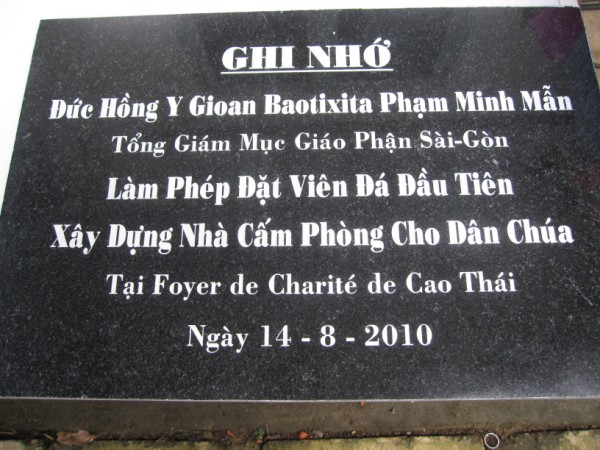 GHI NHỚ
Đức Hồng Y Gioan Baotixita Phạm Minh Mẫn
Tổng Giám Mục Giáo Phận Sài-Gòn
Làm Phép Đặt Viên Đá Đầu Tiên
Xây Dựng Nhà Cấm Phòng Cho Dân Chúa
Tại Foyer de Charité de Cao Thái
Ngày 14 - 8 - 2010